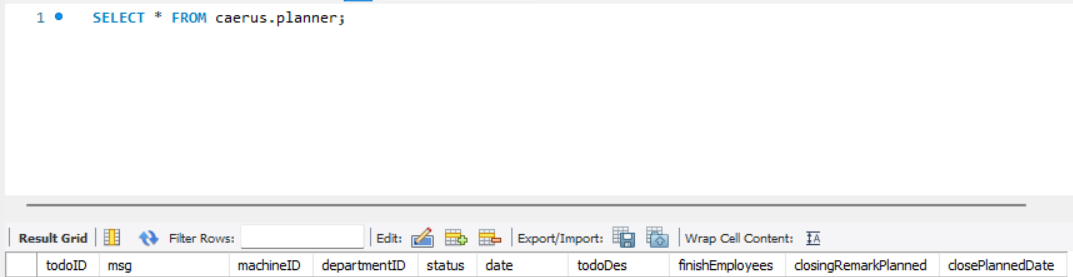 1 SELECT * FROM caerus.planner;
Result Grid Filter Rows: Edit: Export/Import: Wrap Cell Content: IA
todoID msg machineID departmentID status date todoDes finishEmployees closingRemarkPlanned closePlannedDate